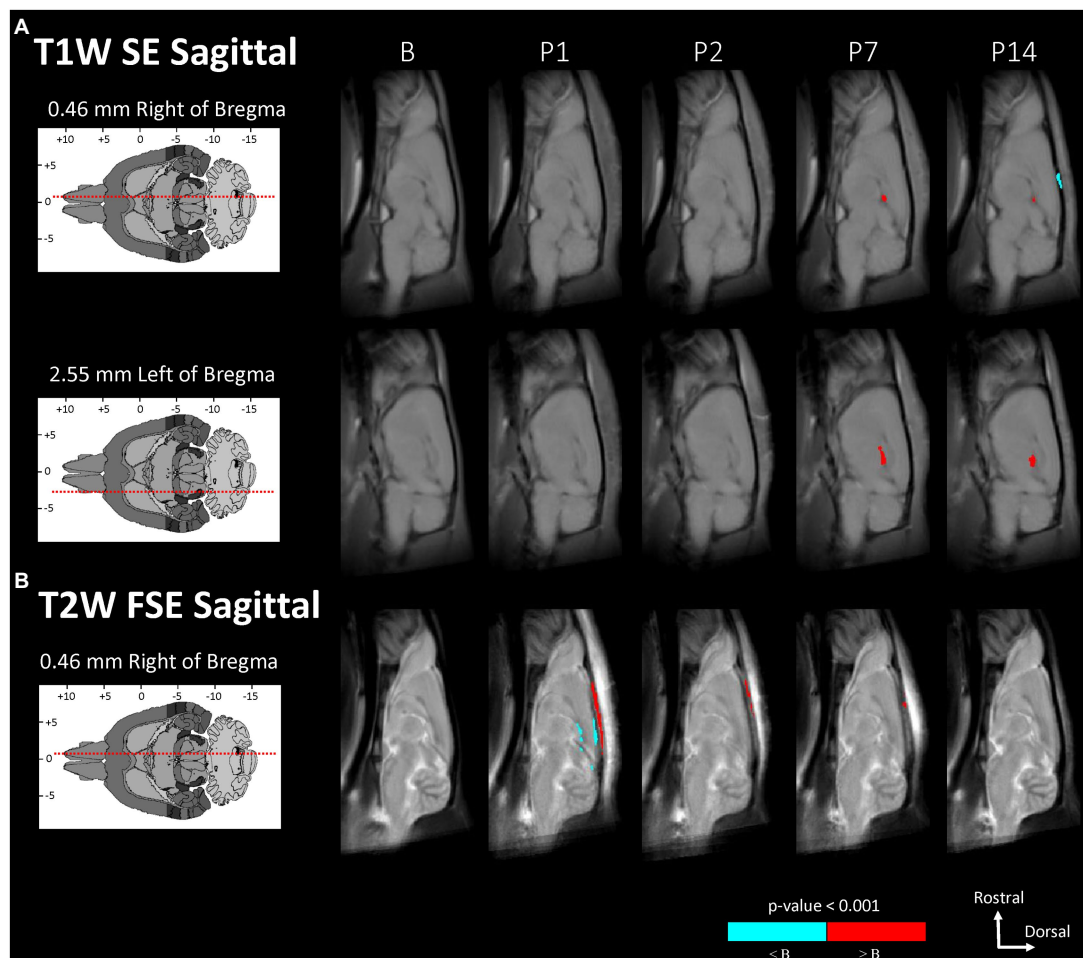 A
T1W SE Sagittal
B P1 P2 P7 P14
0.46 mm Right of Bregma
+10 +5 0 -5 -10 -15
+5
0
-5
2.55 mm Left of Bregma
+10 +5 0 -5 -10 -15
+5
0
-5
B
T2W FSE Sagittal
0.46 mm Right of Bregma
+10 +5 0 -5 -10 -15
+5
0
-5
p-value < 0.001
< B > B
Rostral
Dorsal